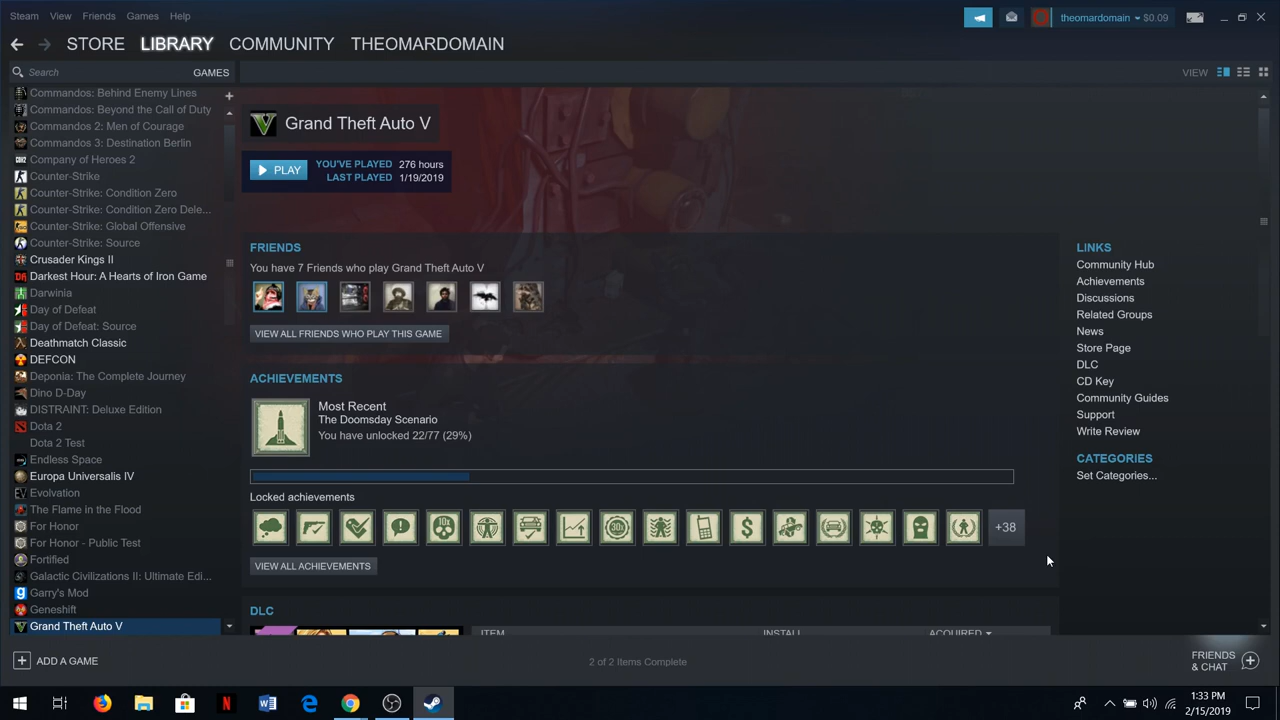 Steam View Friends Games Help
theomardomain $0.09
STORE LIBRARY COMMUNITY THEOMARDOMAIN
Search GAMES VIEW
Commandos: Behind Enemy Lines
Commandos: Beyond the Call of Duty
Commandos 2: Men of Courage
Commandos 3: Destination Berlin
Company of Heroes 2
Counter-Strike
Counter-Strike: Condition Zero
Counter-Strike: Condition Zero Dele...
Counter-Strike: Global Offensive
Counter-Strike: Source
Crusader Kings II
Darkest Hour: A Hearts of Iron Game
Darwinia
Day of Defeat
Day of Defeat: Source
Deathmatch Classic
DEFCON
Deponia: The Complete Journey
Dino D-Day
DISTRAINT: Deluxe Edition
Dota 2
Dota 2 Test
Endless Space
Europa Universalis IV
Evolvation
The Flame in the Flood
For Honor
For Honor - Public Test
Fortified
Galactic Civilizations II: Ultimate Edi...
Garry's Mod
Geneshift
Grand Theft Auto V
Grand Theft Auto V
PLAY
YOU'VE PLAYED 276 hours
LAST PLAYED 1/19/2019
FRIENDS
You have 7 Friends who play Grand Theft Auto V
VIEW ALL FRIENDS WHO PLAY THIS GAME
ACHIEVEMENTS
Most Recent
The Doomsday Scenario
You have unlocked 22/77 (29%)
Locked achievements
10x
30s
+38
VIEW ALL ACHIEVEMENTS
DLC
ITEM INSTALL ACQUIRED
LINKS
Community Hub
Achievements
Discussions
Related Groups
News
Store Page
DLC
CD Key
Community Guides
Support
Write Review
CATEGORIES
Set Categories...
ADD A GAME
2 of 2 Items Complete
FRIENDS
& CHAT
1:33 PM
2/15/2019